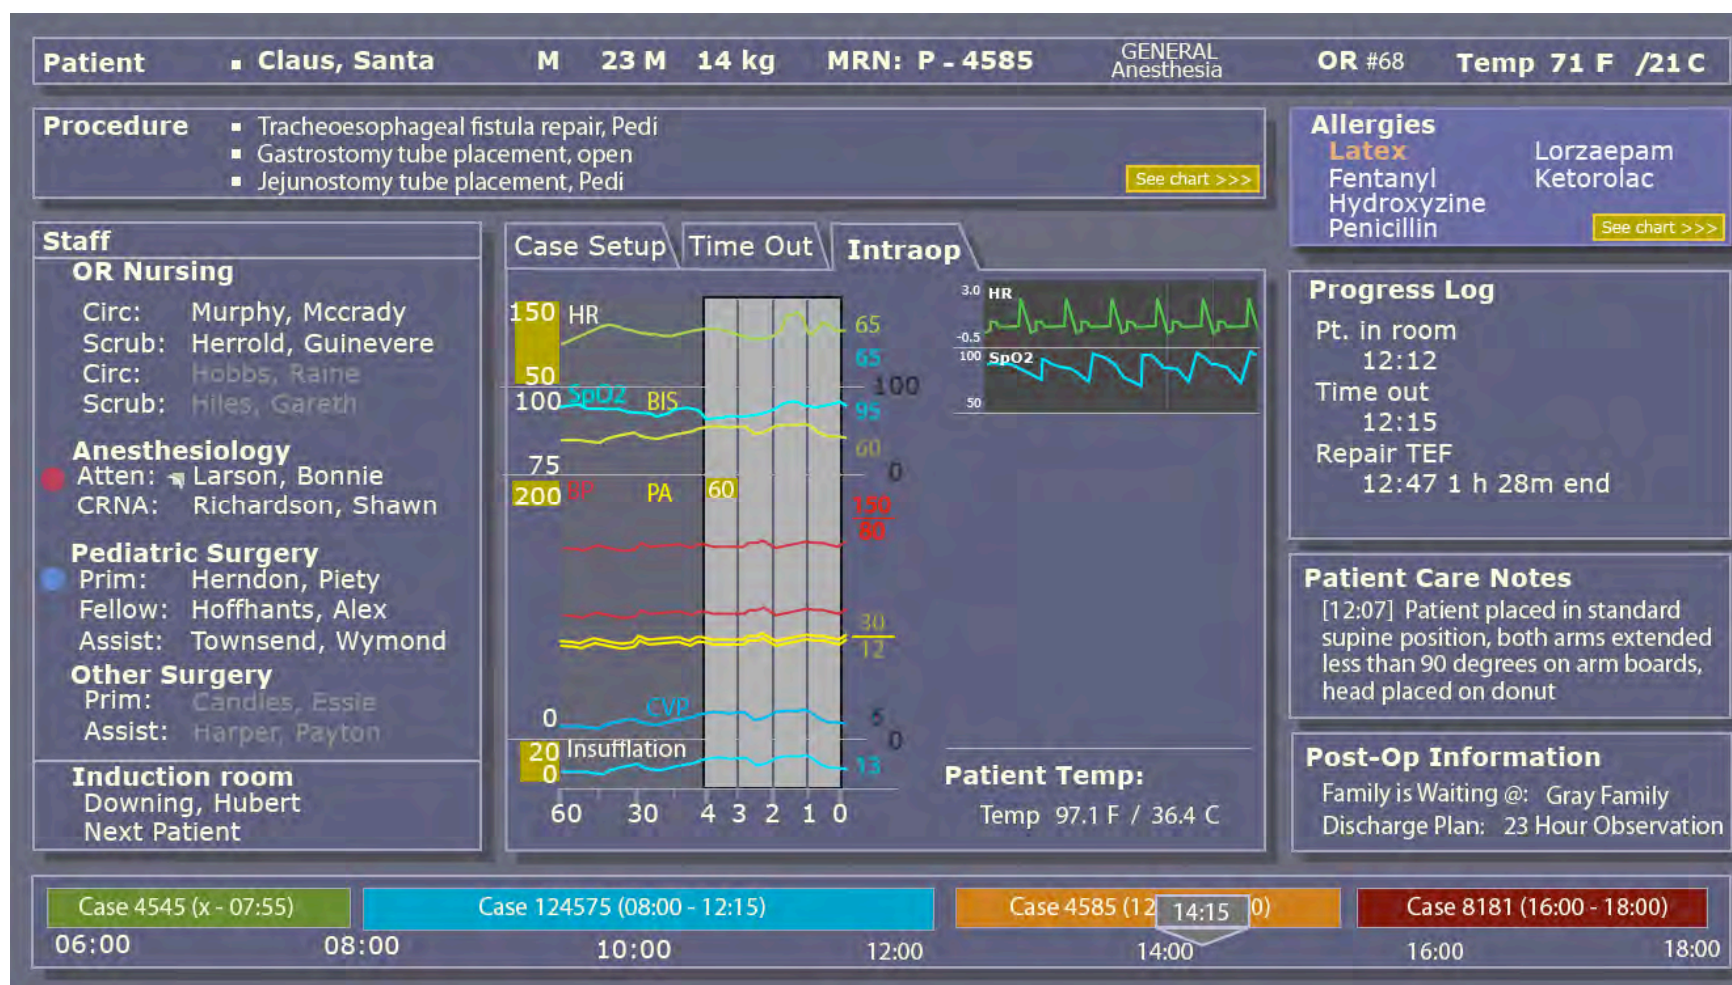 Patient ▪ Claus, Santa M 23 M 14 kg MRN: P - 4585 GENERAL Anesthesia OR #68 Temp 71 F /21 C
Procedure ▪ Tracheoesophageal fistula repair, Pedi
▪ Gastrostomy tube placement, open
▪ Jejunostomy tube placement, Pedi
See chart >>>
Allergies
Latex Lorzaepam
Fentanyl Ketorolac
Hydroxyzine
Penicillin See chart >>>
Staff
OR Nursing
Circ: Murphy, Mccrady
Scrub: Herrold, Guinevere
Circ: Hobbs, Raine
Scrub: Hiles, Gareth
Anesthesiology
Atten: Larson, Bonnie
CRNA: Richardson, Shawn
Pediatric Surgery
Prim: Herndon, Piety
Fellow: Hoffhants, Alex
Assist: Townsend, Wymond
Other Surgery
Prim: Candles, Essie
Assist: Harper, Payton
Induction room
Downing, Hubert
Next Patient
Case Setup Time Out Intraop
150 HR 65
65
50 100
100 SpO2 BIS 95
60
75 0
200 BP PA 60 150
80
30
12
0 CVP 6
20 Insufflation 0
0 13
60 30 4 3 2 1 0
3.0 HR
-0.5
100 SpO2
50
Patient Temp:
Temp 97.1 F / 36.4 C
Progress Log
Pt. in room
12:12
Time out
12:15
Repair TEF
12:47 1 h 28m end
Patient Care Notes
[12:07] Patient placed in standard
supine position, both arms extended
less than 90 degrees on arm boards,
head placed on donut
Post-Op Information
Family is Waiting @: Gray Family
Discharge Plan: 23 Hour Observation
Case 4545 (x - 07:55) Case 124575 (08:00 - 12:15) Case 4585 (12 14:15 0) Case 8181 (16:00 - 18:00)
06:00 08:00 10:00 12:00 14:00 16:00 18:00